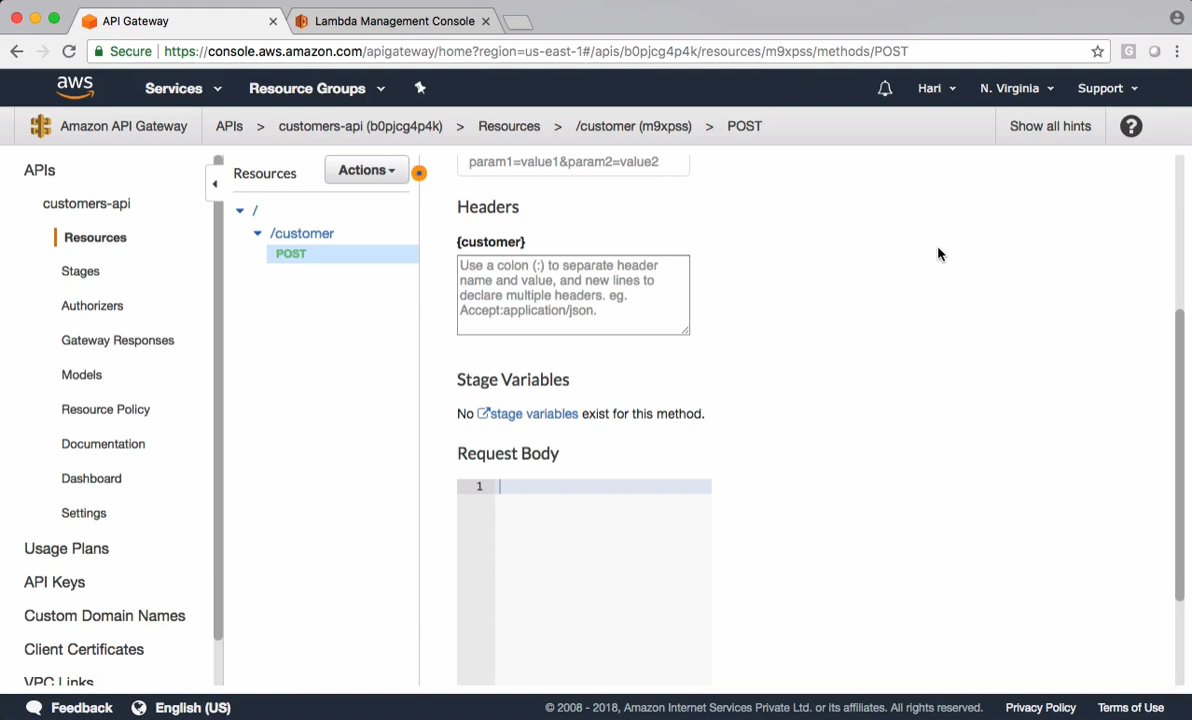 API Gateway
Lambda Management Console
Secure | https://console.aws.amazon.com/apigateway/home?region=us-east-1#/apis/b0pjcg4p4k/resources/m9xpss/methods/POST
aws Services Resource Groups Hari N. Virginia Support
Amazon API Gateway APIs > customers-api (b0pjcg4p4k) > Resources > /customer (m9xpss) > POST Show all hints ?
APIs
customers-api
Resources
Stages
Authorizers
Gateway Responses
Models
Resource Policy
Documentation
Dashboard
Settings
Usage Plans
API Keys
Custom Domain Names
Client Certificates
VPC Links
Resources Actions
/
/customer
POST
param1=value1&param2=value2
Headers
{customer}
Use a colon (:) to separate header
name and value, and new lines to
declare multiple headers. eg.
Accept:application/json.
Stage Variables
No stage variables exist for this method.
Request Body
1
Feedback English (US) © 2008 - 2018, Amazon Internet Services Private Ltd. or its affiliates. All rights reserved. Privacy Policy Terms of Use